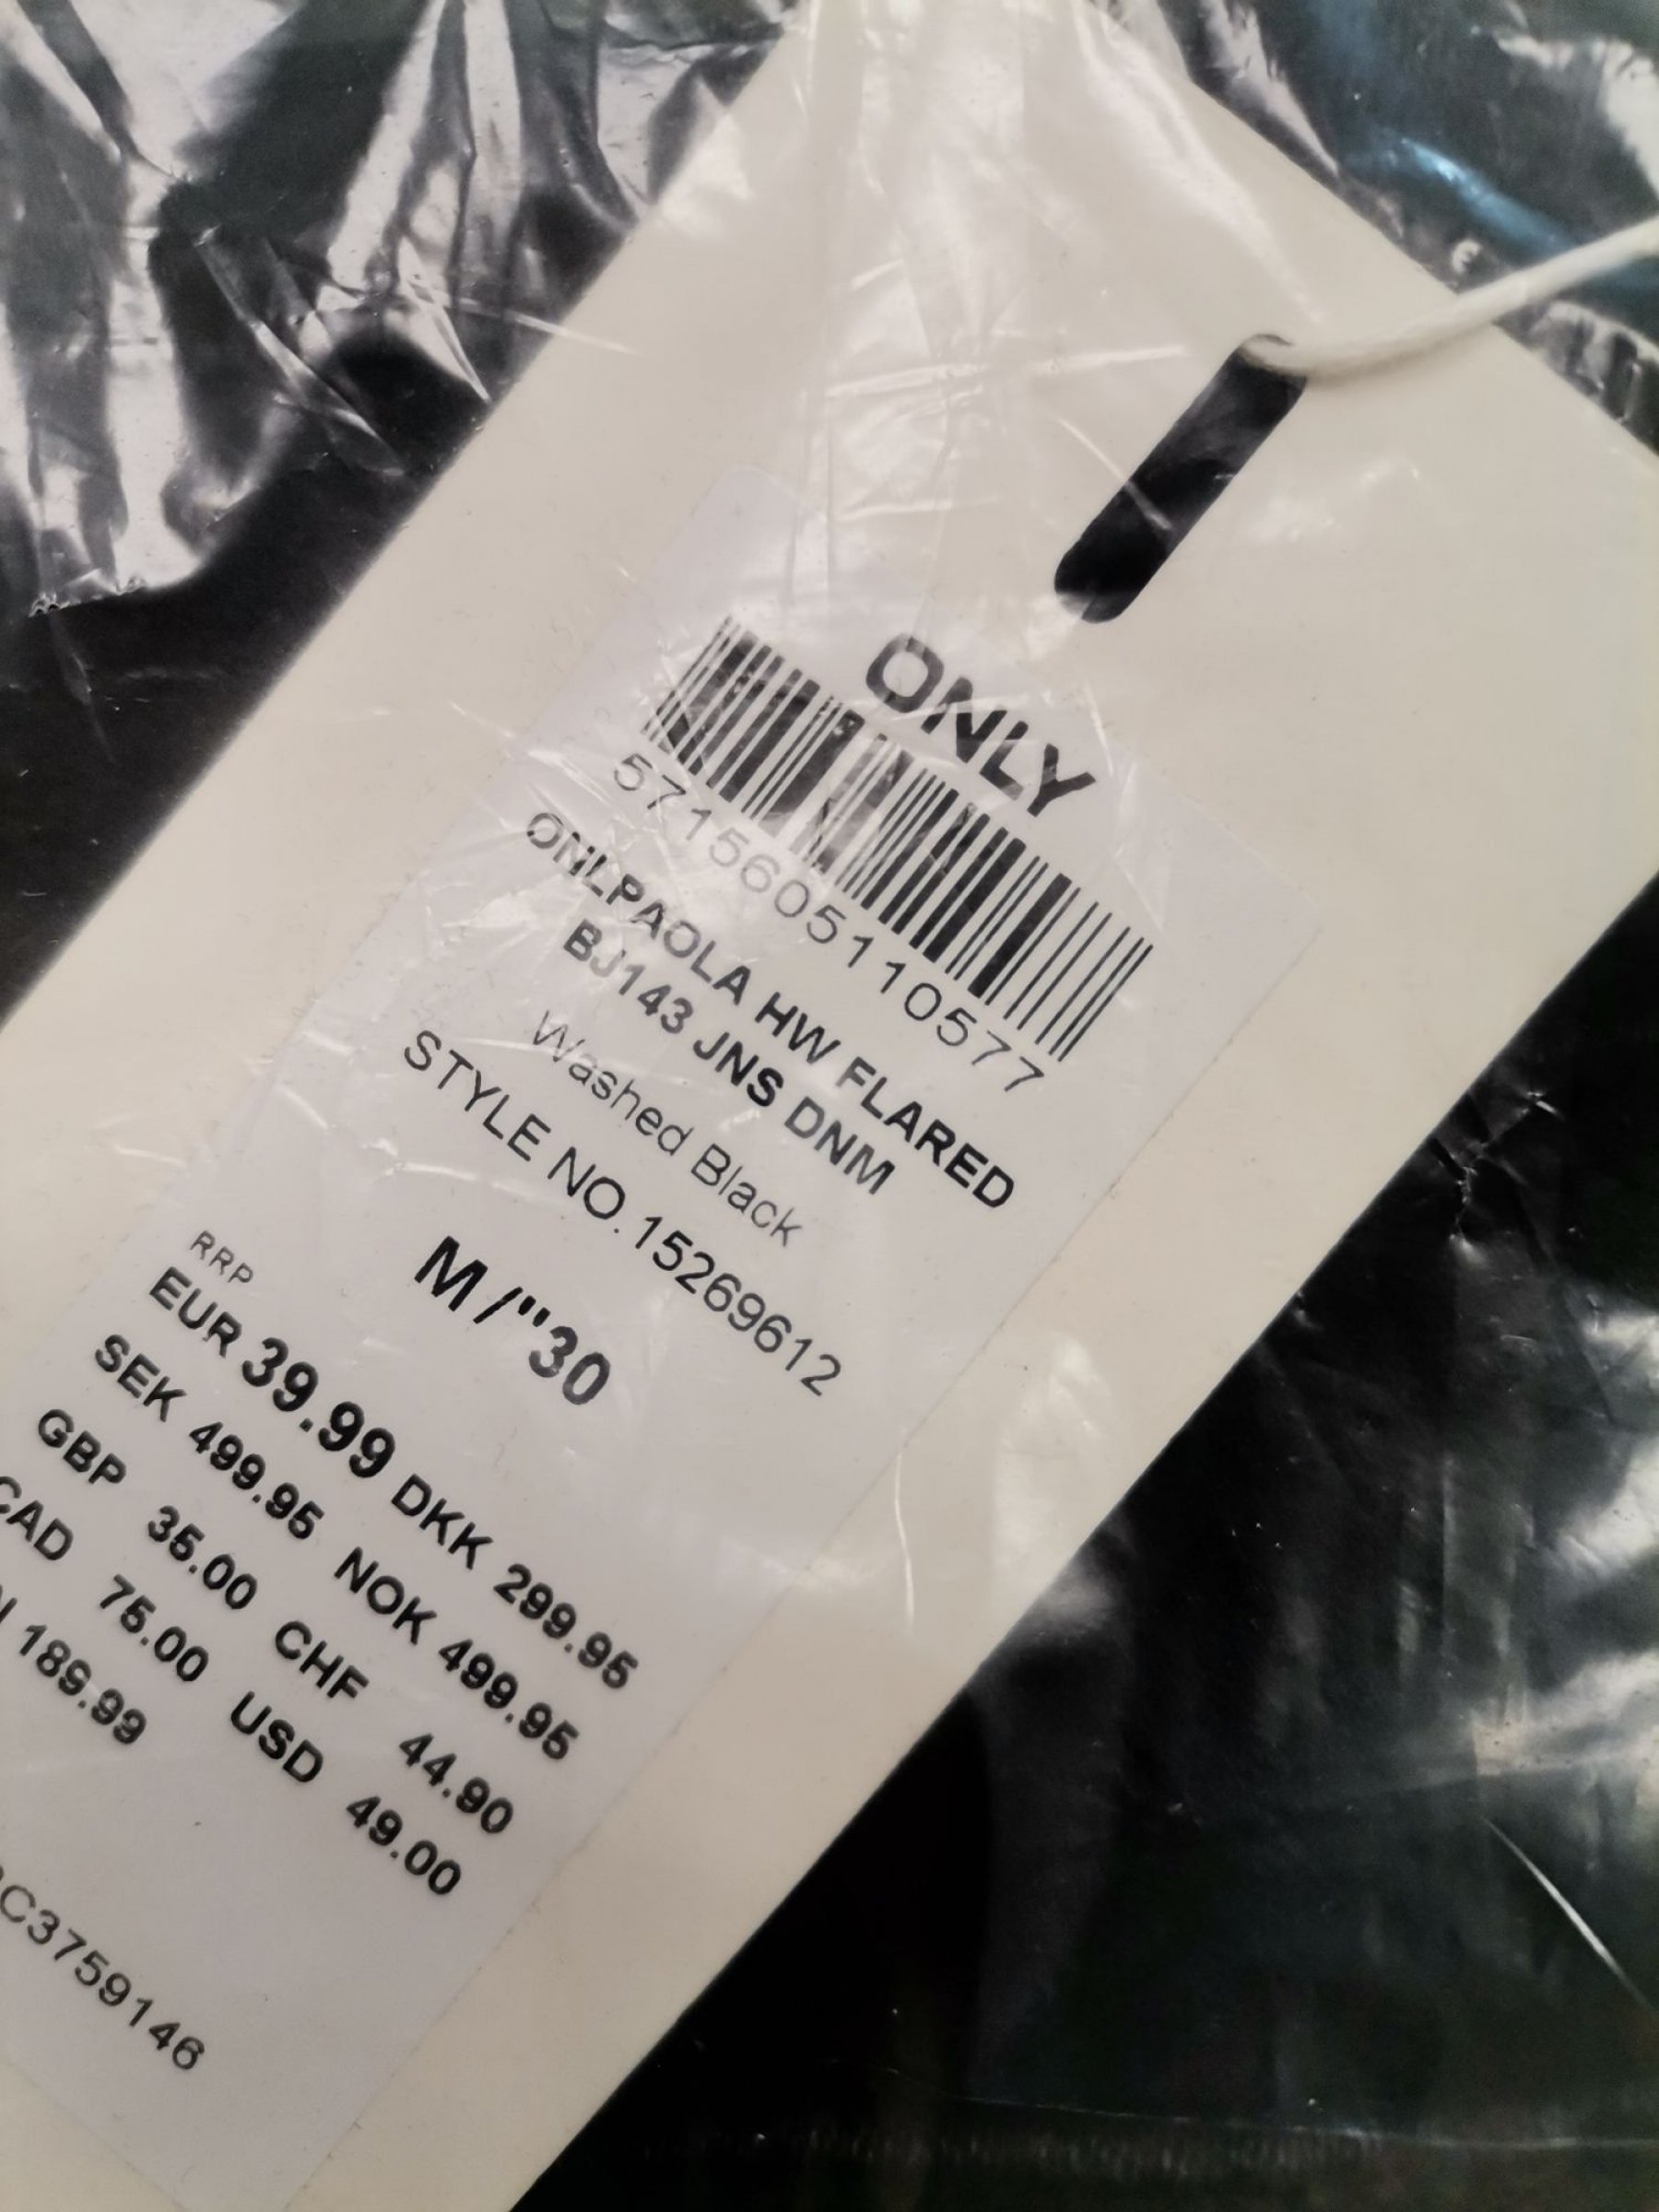 ONLY
5715605110577
ONLPAOLA HW FLARED
BJ143 JNS DNM
Washed Black
STYLE NO.15269612
M /"30
RRP
EUR 39.99 DKK 299.95
SEK 499.95 NOK 499.95
GBP 35.00 CHF 44.90
CAD 75.00 USD 49.00
189.99
C3759146